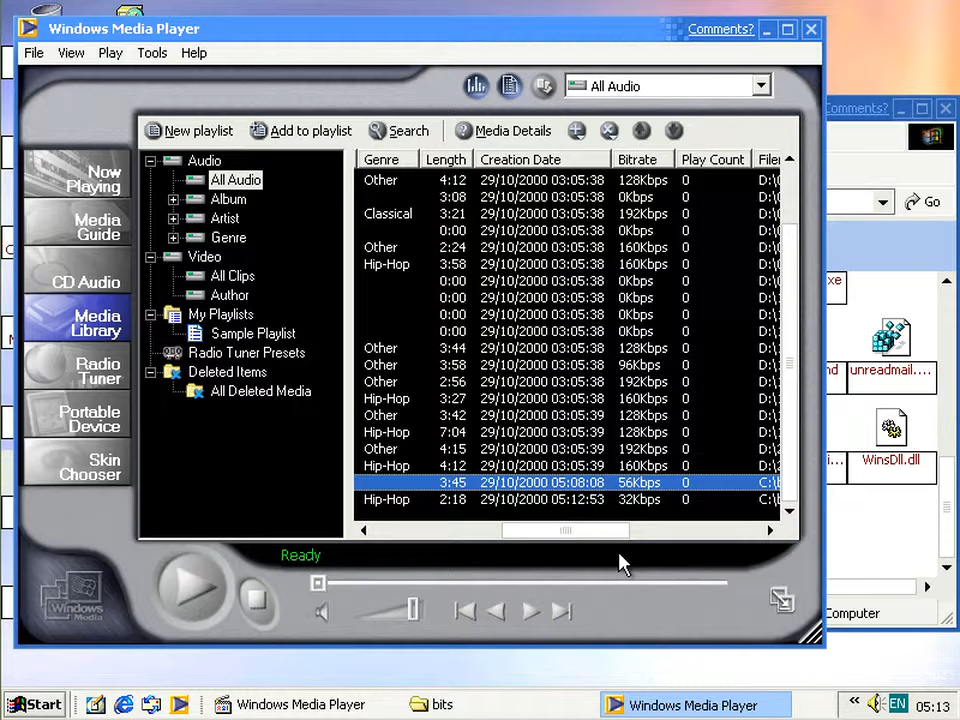 Windows Media Player
Comments?
File View Play Tools Help
All Audio
Comments?
New playlist Add to playlist Search Media Details
Go
Now Playing
Media Guide
CD Audio
Media Library
Radio Tuner
Portable Device
Skin Chooser
Audio
All Audio
Album
Artist
Genre
Video
All Clips
Author
My Playlists
Sample Playlist
Radio Tuner Presets
Deleted Items
All Deleted Media
Genre Length Creation Date Bitrate Play Count Filen
Other 4:12 29/10/2000 03:05:38 128Kbps 0 D:\
3:08 29/10/2000 03:05:38 0Kbps 0 D:\
Classical 3:21 29/10/2000 03:05:38 192Kbps 0 D:\
0:00 29/10/2000 03:05:38 0Kbps 0 D:\
Other 2:24 29/10/2000 03:05:38 160Kbps 0 D:\
Hip-Hop 3:58 29/10/2000 03:05:38 160Kbps 0 D:\
0:00 29/10/2000 03:05:38 0Kbps 0 D:\
0:00 29/10/2000 03:05:38 0Kbps 0 D:\
0:00 29/10/2000 03:05:38 0Kbps 0 D:\
0:00 29/10/2000 03:05:38 0Kbps 0 D:\
Other 3:44 29/10/2000 03:05:38 128Kbps 0 D:\
Other 3:58 29/10/2000 03:05:38 96Kbps 0 D:\
Other 2:56 29/10/2000 03:05:38 192Kbps 0 D:\
Hip-Hop 3:27 29/10/2000 03:05:38 160Kbps 0 D:\
Other 3:42 29/10/2000 03:05:39 128Kbps 0 D:\
Hip-Hop 7:04 29/10/2000 03:05:39 128Kbps 0 D:\
Other 4:15 29/10/2000 03:05:39 192Kbps 0 D:\
Hip-Hop 4:12 29/10/2000 03:05:39 160Kbps 0 D:\
3:45 29/10/2000 05:08:08 56Kbps 0 C:\
Hip-Hop 2:18 29/10/2000 05:12:53 32Kbps 0 C:\
xe
nd
unreadmail....
i...
WinsDll.dll
Ready
Windows Media
Computer
Start
Windows Media Player
bits
Windows Media Player
EN
05:13